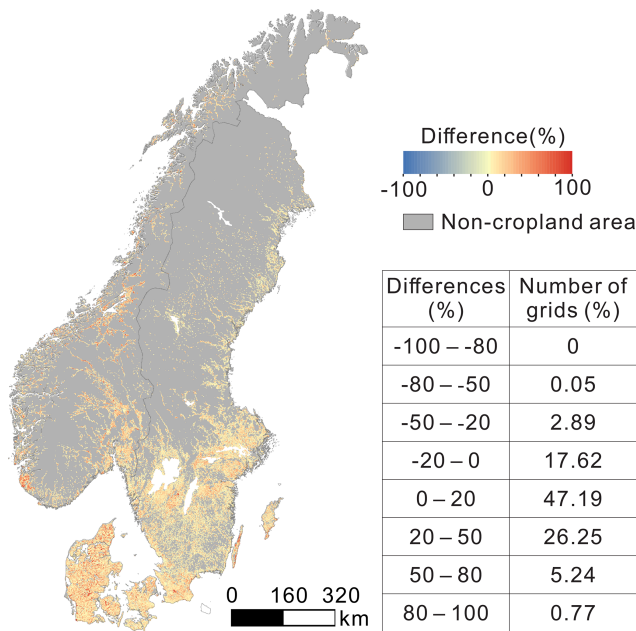 Difference(%)
-100 0 100
Non-cropland area
Differences (%) Number of grids (%)
-100 – -80 0
-80 – -50 0.05
-50 – -20 2.89
-20 – 0 17.62
0 – 20 47.19
20 – 50 26.25
50 – 80 5.24
80 – 100 0.77
0 160 320
km